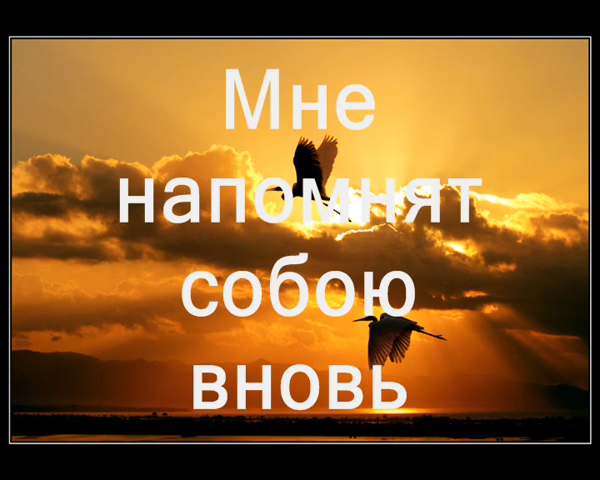 Мне
напомнят
собою
вновь